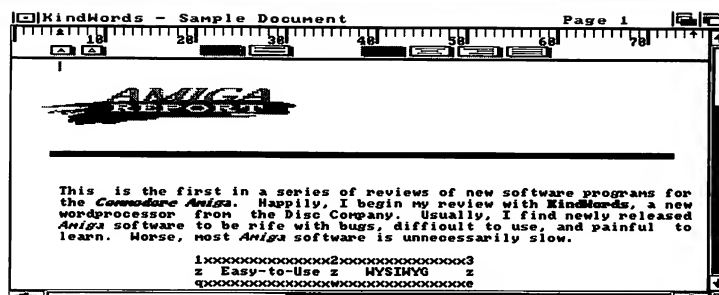 KindWords - Sample Document Page 1
10 20 30 40 50 60 70
AMIGA
REPORT
This is the first in a series of reviews of new software programs for
the Commodore Amiga. Happily, I begin my review with KindWords, a new
wordprocessor from the Disc Company. Usually, I find newly released
Amiga software to be rife with bugs, difficult to use, and painful to
learn. Worse, most Amiga software is unnecessarily slow.
1xxxxxxxxxxxxxxx2xxxxxxxxxxxxxxx3
z Easy-to-Use z WYSIWYG z
qxxxxxxxxxxxxxxxwxxxxxxxxxxxxxxxe